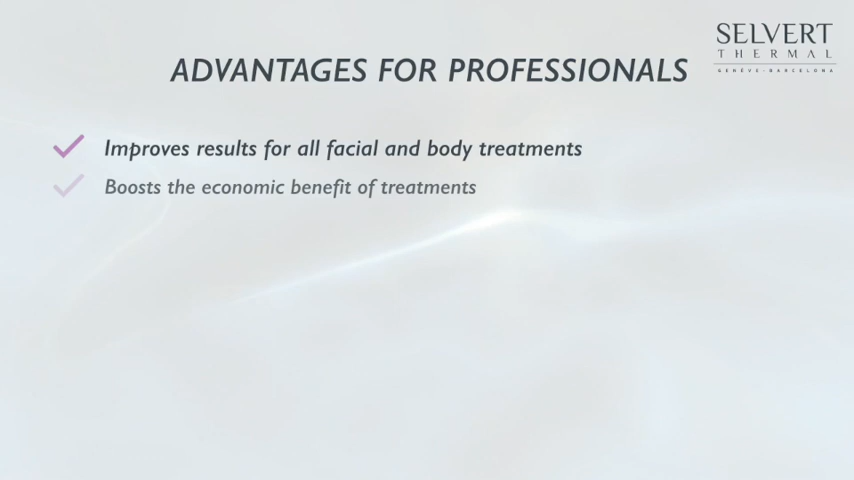 SELVERT
THERMAL
GENÈVE · BARCELONA
ADVANTAGES FOR PROFESSIONALS
Improves results for all facial and body treatments
Boosts the economic benefit of treatments